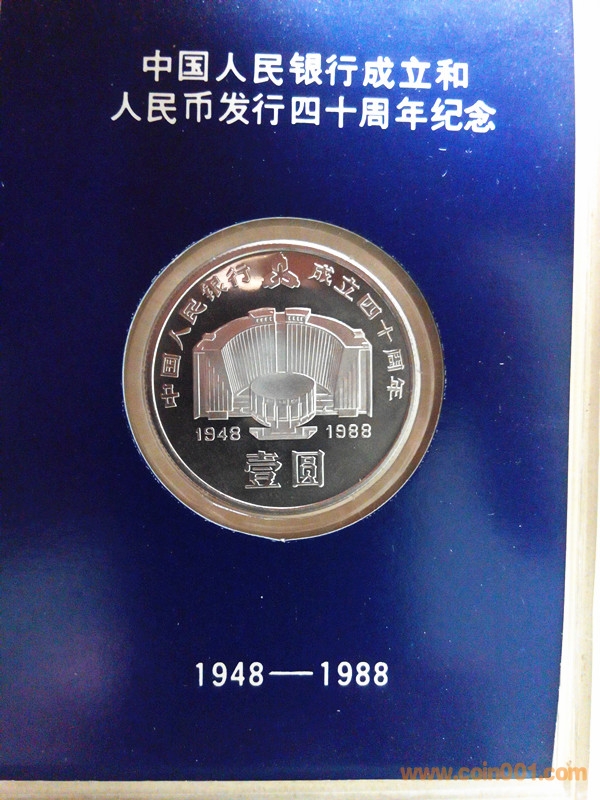 中国人民银行成立和
人民币发行四十周年纪念
中国人民银行 成立四十周年
1948 1988
壹圆
1948—1988
www.coin001.com